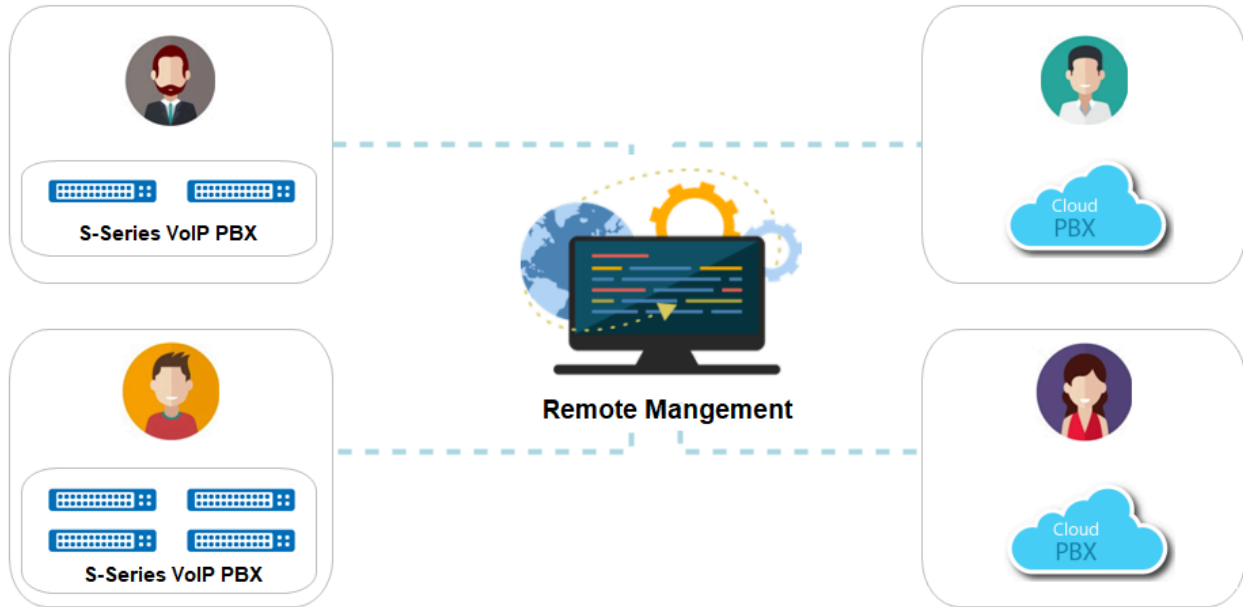 S-Series VoIP PBX
Cloud
PBX
Remote Mangement
S-Series VoIP PBX
Cloud
PBX